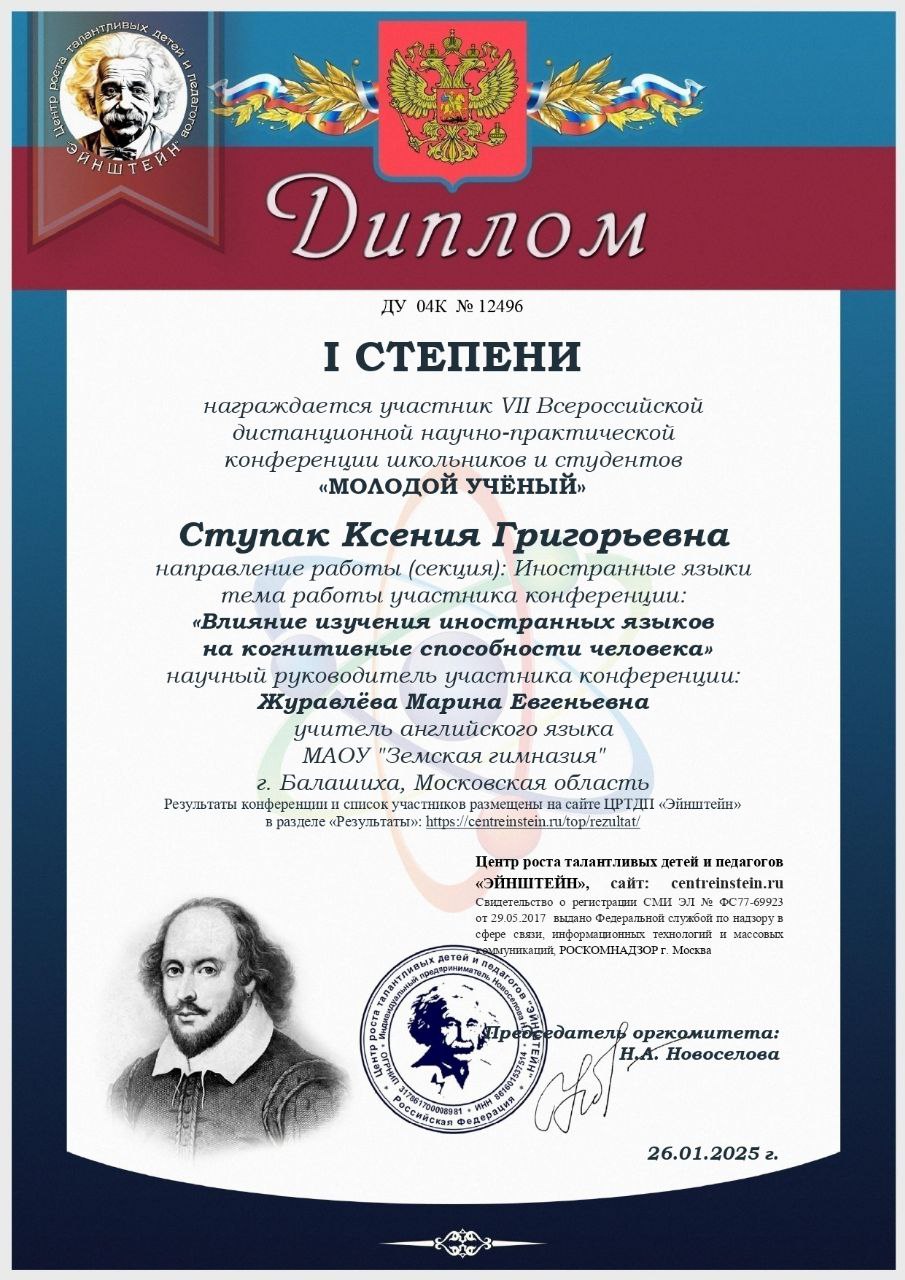 Центр роста талантливых детей и педагогов
"ЭЙНШТЕЙН"
Диплом
ДУ 04К № 12496
I СТЕПЕНИ
награждается участник VII Всероссийской
дистанционной научно-практической
конференции школьников и студентов
«МОЛОДОЙ УЧЁНЫЙ»
Ступак Ксения Григорьевна
направление работы (секция): Иностранные языки
тема работы участника конференции:
«Влияние изучения иностранных языков
на когнитивные способности человека»
научный руководитель участника конференции:
Журавлёва Марина Евгеньевна
учитель английского языка
МАОУ "Земская гимназия"
г. Балашиха, Московская область
Результаты конференции и список участников размещены на сайте ЦРТДП «Эйнштейн»
в разделе «Результаты»: https://centreinstein.ru/top/rezultat/
Центр роста талантливых детей и педагогов
«ЭЙНШТЕЙН», сайт: centreinstein.ru
Свидетельство о регистрации СМИ ЭЛ № ФС77-69923
от 29.05.2017 выдано Федеральной службой по надзору в
сфере связи, информационных технологий и массовых
коммуникаций, РОСКОМНАДЗОР г. Москва
Центр роста талантливых детей и педагогов "ЭЙНШТЕЙН"
Индивидуальный предприниматель Новоселова
ОГРНИП 317861700008981 * ИНН 861601537514
* Российская Федерация *
Председатель оргкомитета:
Н.А. Новоселова
26.01.2025 г.